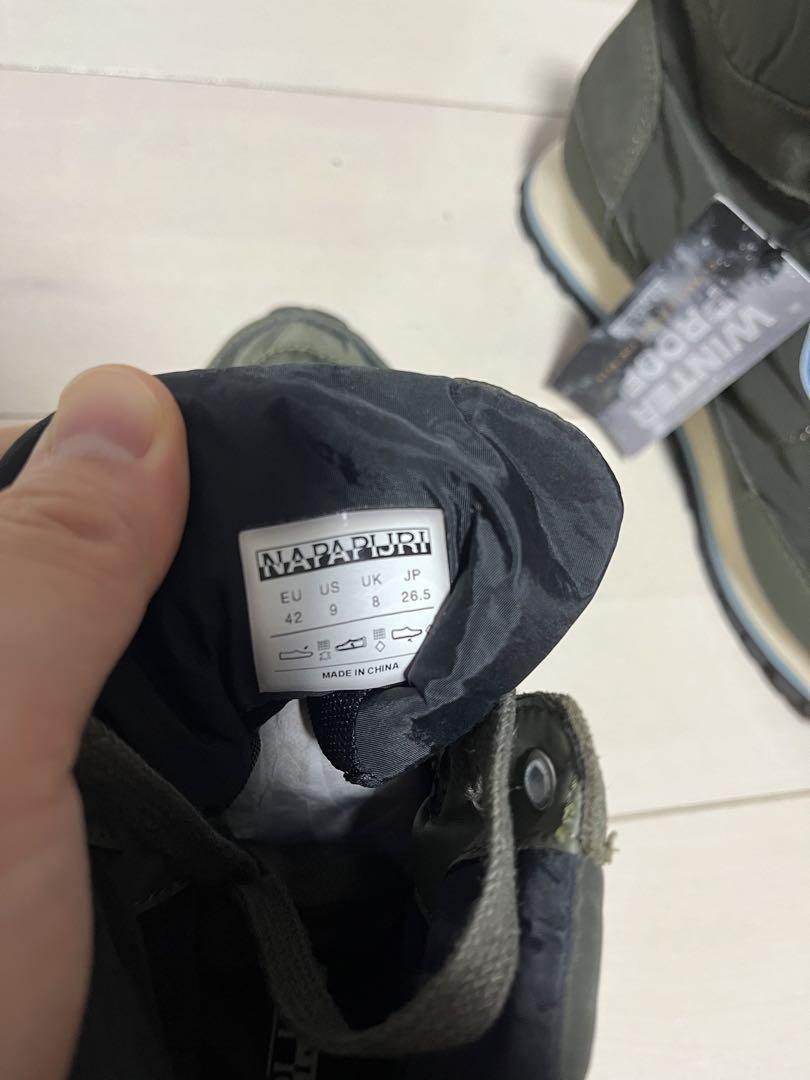 NAPAPIJRI
EU US UK JP
42 9 8 26.5
MADE IN CHINA
WINTER